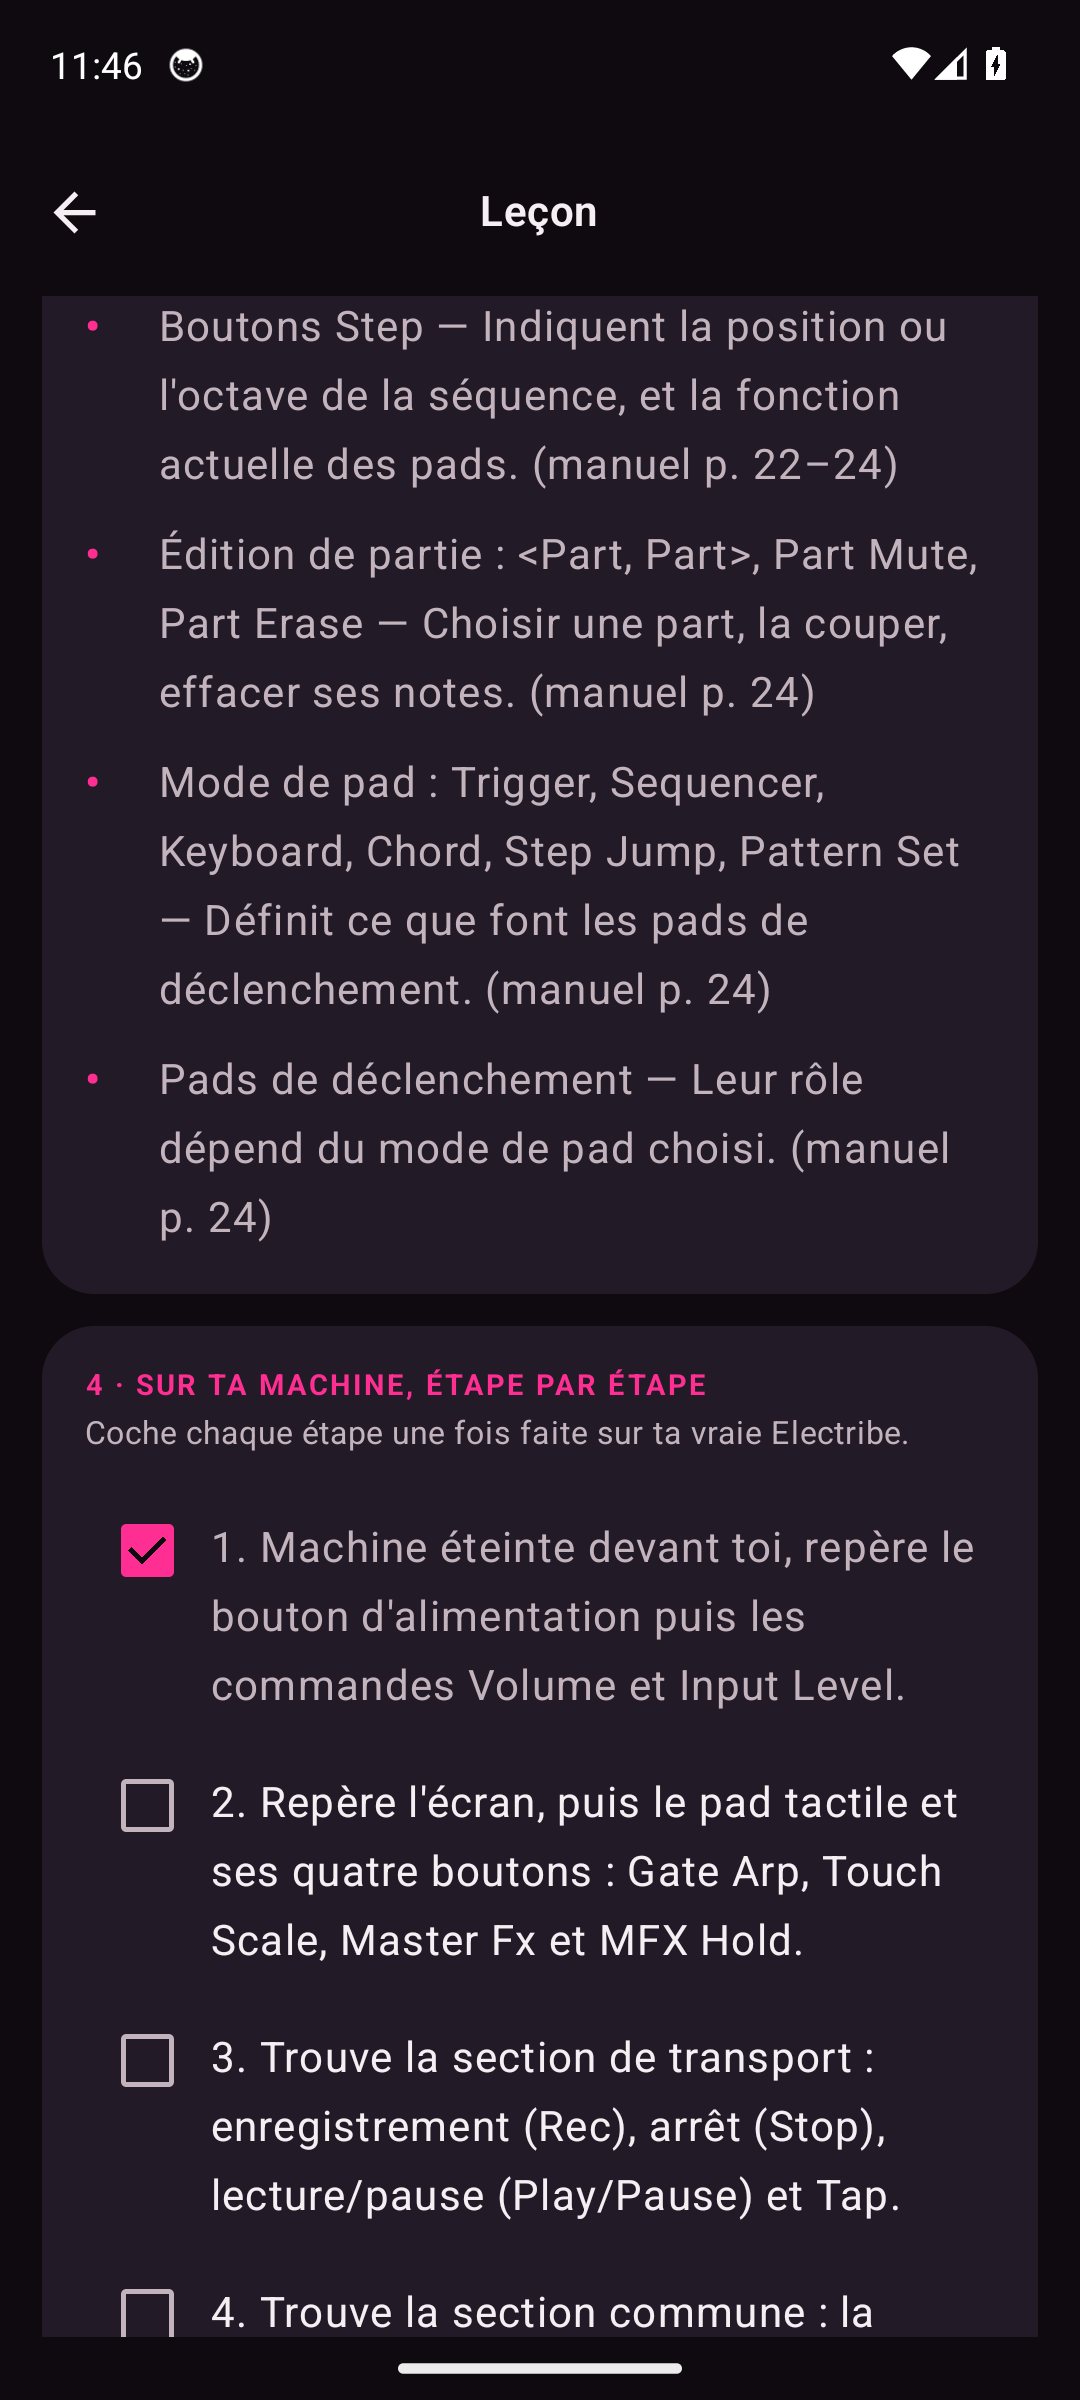 11:46
Leçon
• Boutons Step — Indiquent la position ou
l'octave de la séquence, et la fonction
actuelle des pads. (manuel p. 22–24)
• Édition de partie : <Part, Part>, Part Mute,
Part Erase — Choisir une part, la couper,
effacer ses notes. (manuel p. 24)
• Mode de pad : Trigger, Sequencer,
Keyboard, Chord, Step Jump, Pattern Set
— Définit ce que font les pads de
déclenchement. (manuel p. 24)
• Pads de déclenchement — Leur rôle
dépend du mode de pad choisi. (manuel
p. 24)
4 · SUR TA MACHINE, ÉTAPE PAR ÉTAPE
Coche chaque étape une fois faite sur ta vraie Electribe.
1. Machine éteinte devant toi, repère le
bouton d'alimentation puis les
commandes Volume et Input Level.
2. Repère l'écran, puis le pad tactile et
ses quatre boutons : Gate Arp, Touch
Scale, Master Fx et MFX Hold.
3. Trouve la section de transport :
enregistrement (Rec), arrêt (Stop),
lecture/pause (Play/Pause) et Tap.
4. Trouve la section commune : la